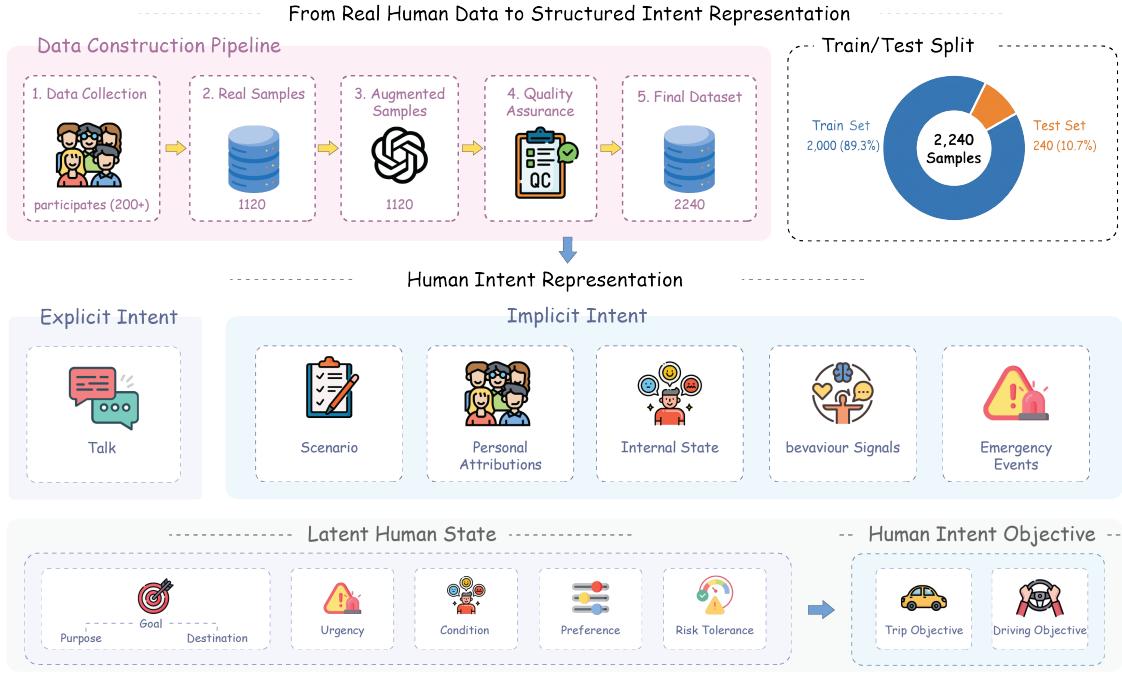 From Real Human Data to Structured Intent Representation
Data Construction Pipeline
1. Data Collection
participates (200+)
2. Real Samples
1120
3. Augmented
Samples
1120
4. Quality
Assurance
QC
5. Final Dataset
2240
Train/Test Split
Train Set
2,000 (89.3%)
2,240
Samples
Test Set
240 (10.7%)
Human Intent Representation
Explicit Intent
Talk
Implicit Intent
Scenario
Personal
Attributions
Internal State
bevaviour Signals
Emergency
Events
Latent Human State
Goal
Purpose
Destination
Urgency
Condition
Preference
Risk Tolerance
Human Intent Objective
Trip Objective
Driving Objective